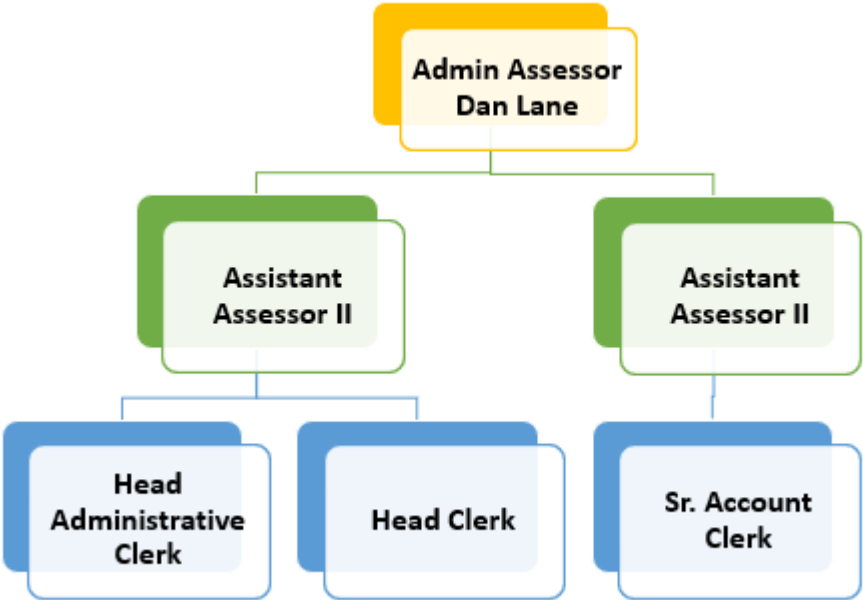 Admin Assessor
Dan Lane
Assistant
Assessor II
Assistant
Assessor II
Head
Administrative
Clerk
Head Clerk
Sr. Account
Clerk